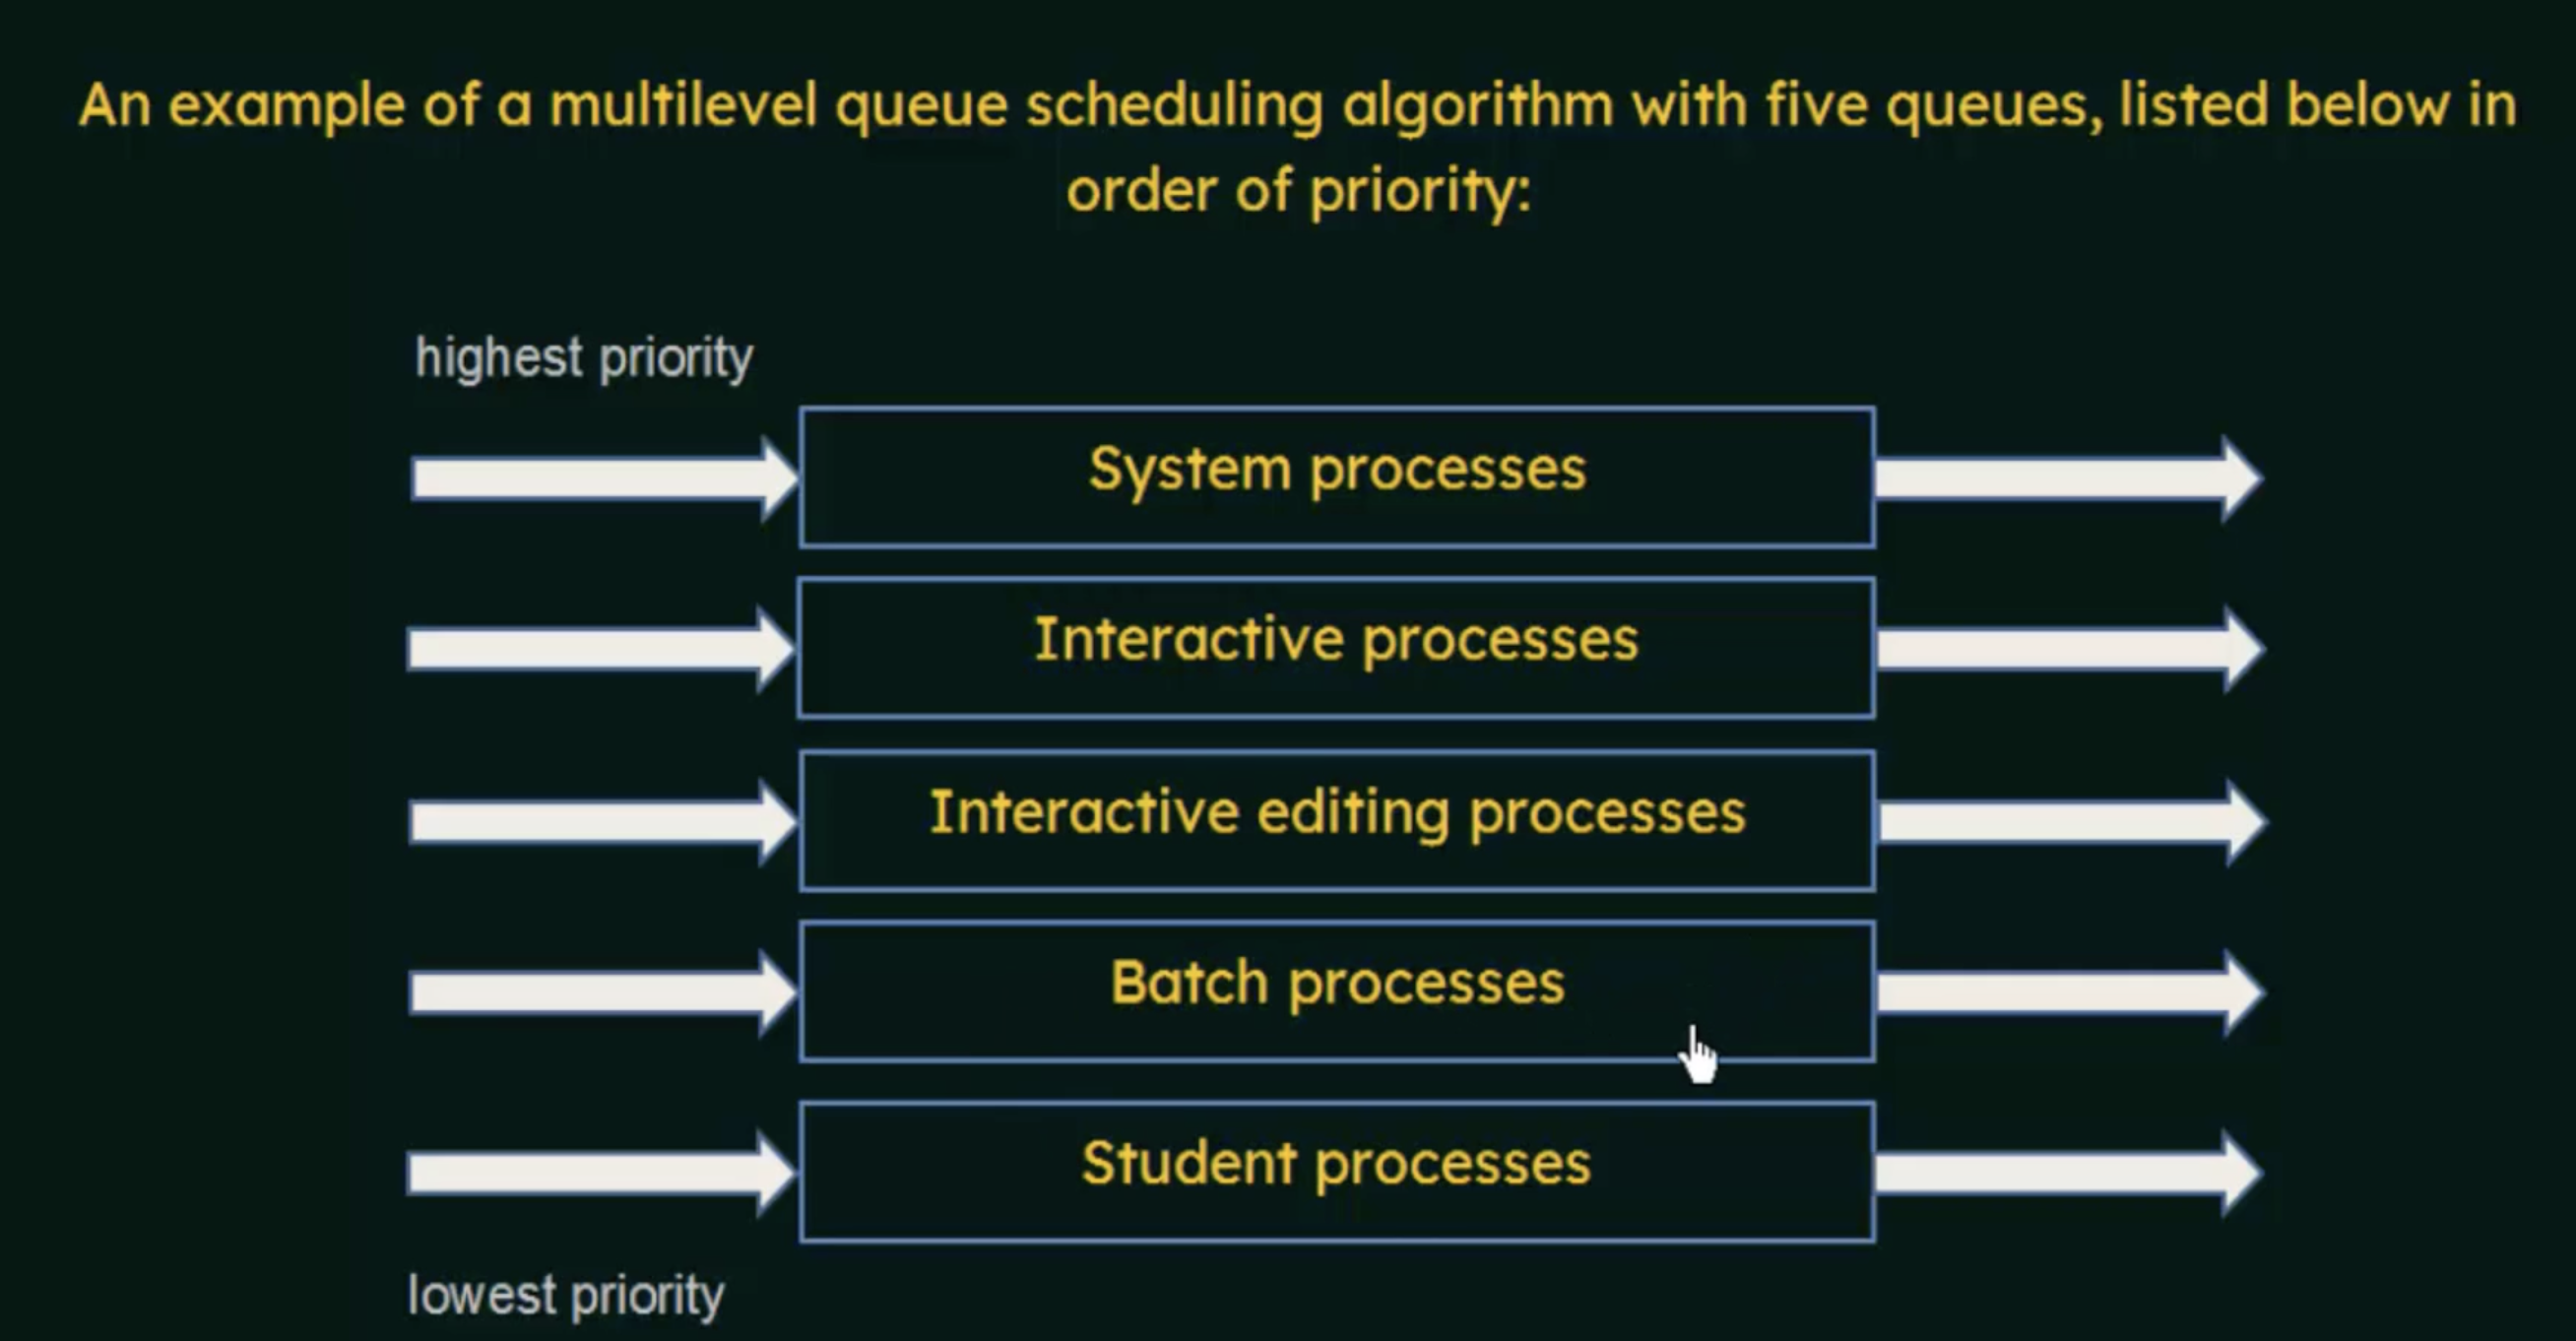 An example of a multilevel queue scheduling algorithm with five queues, listed below in
order of priority:
highest priority
System processes
Interactive processes
Interactive editing processes
Batch processes
Student processes
lowest priority